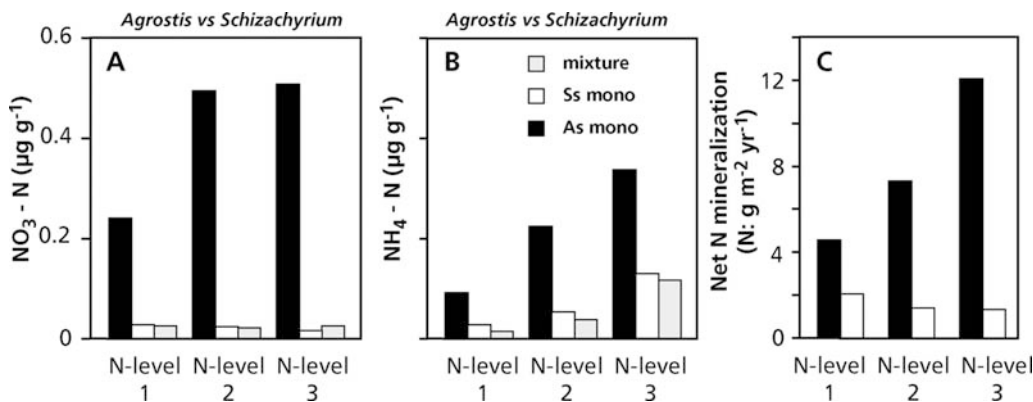 Agrostis vs Schizachyrium
A
NO3 - N (µg g-1)
0.6
0.4
0.2
0
N-level 1
N-level 2
N-level 3
Agrostis vs Schizachyrium
B
NH4 - N (µg g-1)
mixture
Ss mono
As mono
N-level 1
N-level 2
N-level 3
C
Net N mineralization
(N: g m-2 yr-1)
12
8
4
0
N-level 1
N-level 2
N-level 3